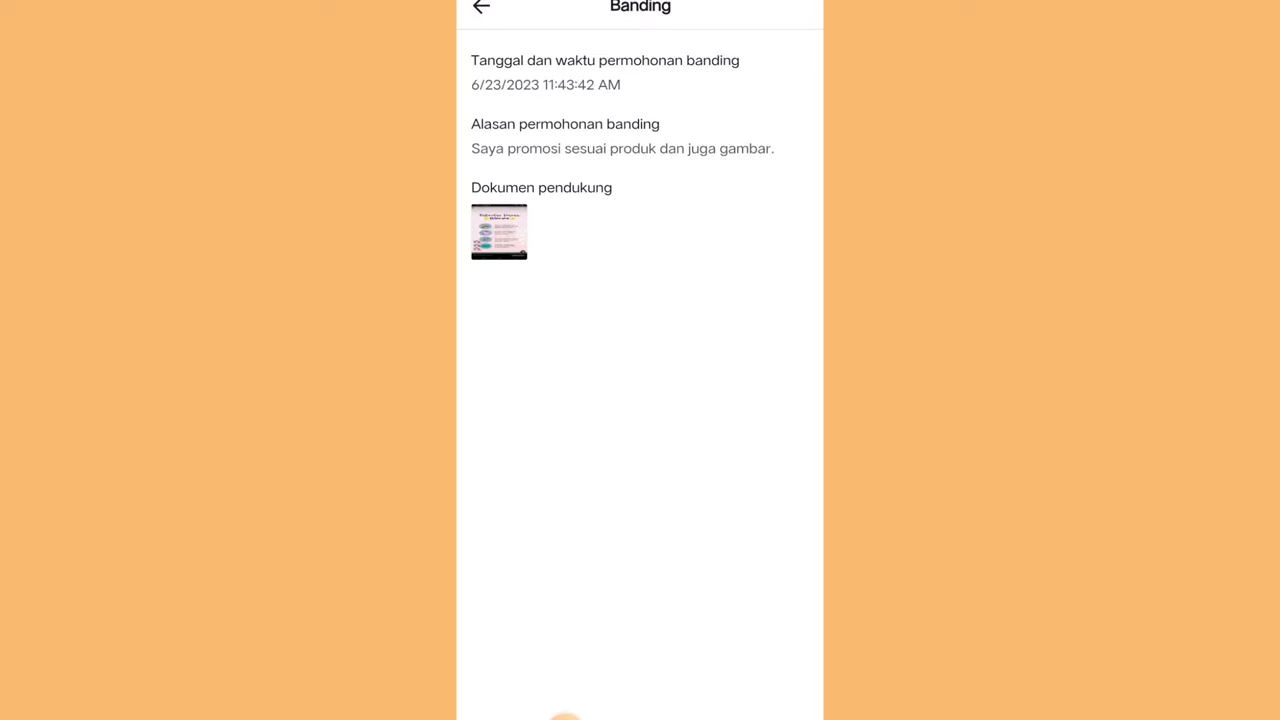 Banding
Tanggal dan waktu permohonan banding
6/23/2023 11:43:42 AM
Alasan permohonan banding
Saya promosi sesuai produk dan juga gambar.
Dokumen pendukung